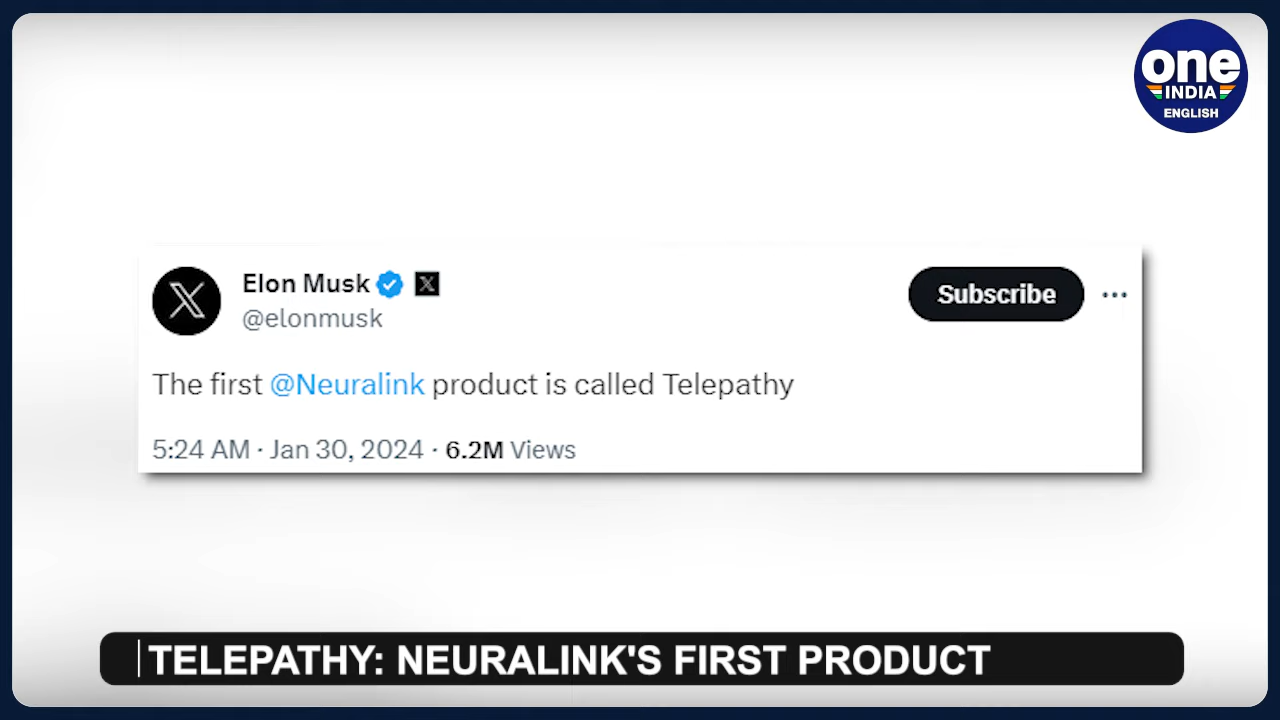 one
INDIA
ENGLISH
Elon Musk
@elonmusk
Subscribe
The first @Neuralink product is called Telepathy
5:24 AM · Jan 30, 2024 · 6.2M Views
TELEPATHY: NEURALINK'S FIRST PRODUCT